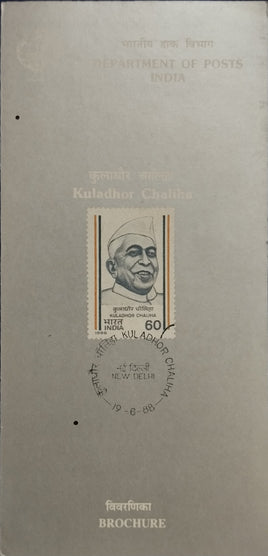 भारतीय डाक विभाग
DEPARTMENT OF POSTS
INDIA
कुलाधोर चालिहा
Kuladhor Chaliha
कुलाधोर चालिहा
KULADHOR CHALIHA
भारत
INDIA
60
कुलाधोर चालिहा KULADHOR CHALIHA
नई दिल्ली
NEW DELHI
19-6-88
विवरणिका
BROCHURE